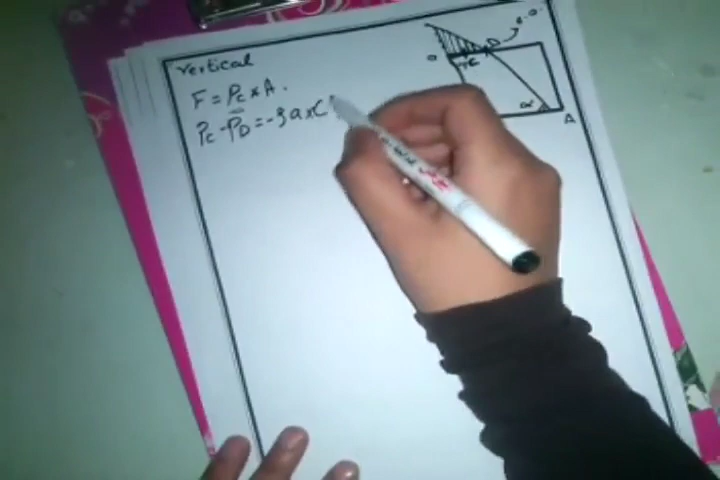 Vertical
F = Pc × A.
Pc - PD = -ρ a × C
O
C
D
α
A